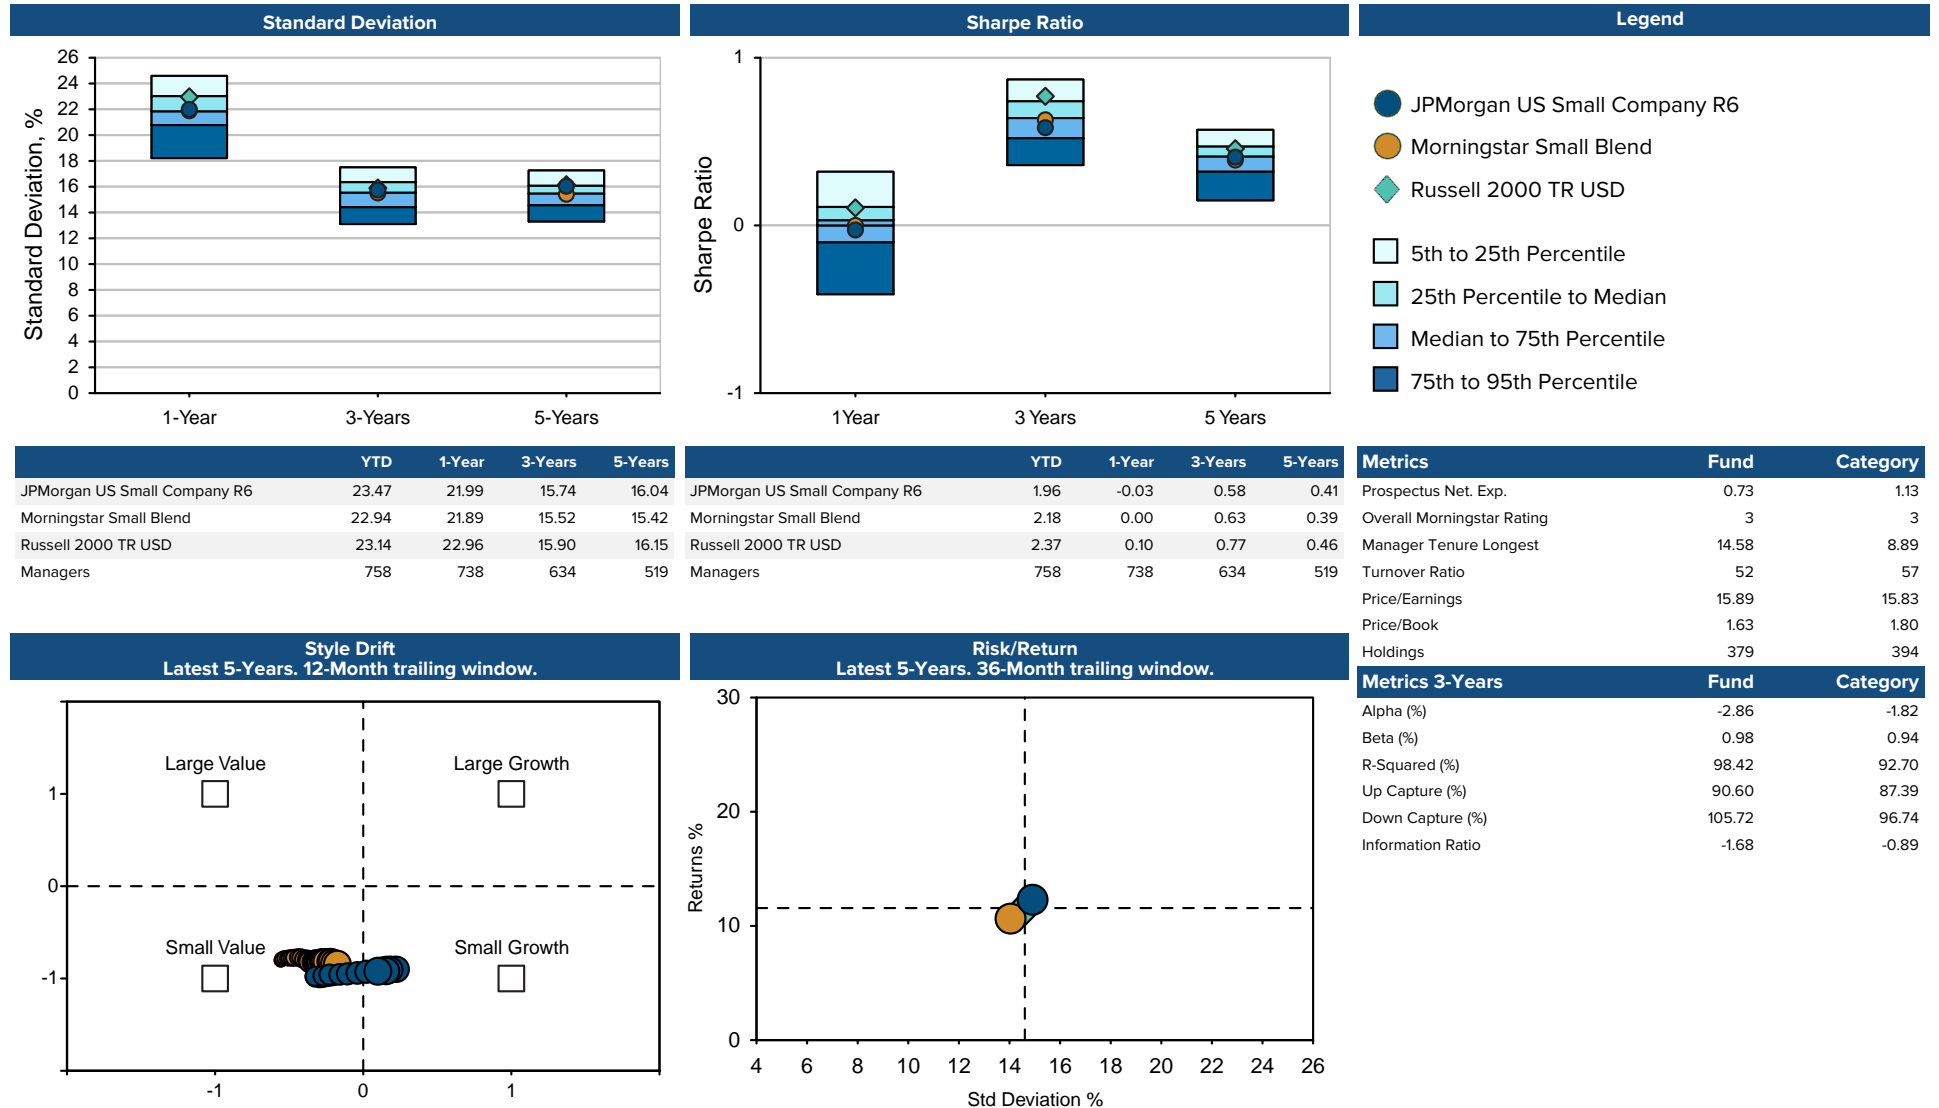 Standard Deviation
26
24
22
20
18
16
14
12
10
8
6
4
2
0
Standard Deviation, %
1-Year 3-Years 5-Years
Sharpe Ratio
1
0
-1
Sharpe Ratio
1Year 3 Years 5 Years
Legend
JPMorgan US Small Company R6
Morningstar Small Blend
Russell 2000 TR USD
5th to 25th Percentile
25th Percentile to Median
Median to 75th Percentile
75th to 95th Percentile
YTD 1-Year 3-Years 5-Years
JPMorgan US Small Company R6 23.47 21.99 15.74 16.04
Morningstar Small Blend 22.94 21.89 15.52 15.42
Russell 2000 TR USD 23.14 22.96 15.90 16.15
Managers 758 738 634 519
YTD 1-Year 3-Years 5-Years
JPMorgan US Small Company R6 1.96 -0.03 0.58 0.41
Morningstar Small Blend 2.18 0.00 0.63 0.39
Russell 2000 TR USD 2.37 0.10 0.77 0.46
Managers 758 738 634 519
Metrics Fund Category
Prospectus Net. Exp. 0.73 1.13
Overall Morningstar Rating 3 3
Manager Tenure Longest 14.58 8.89
Turnover Ratio 52 57
Price/Earnings 15.89 15.83
Price/Book 1.63 1.80
Holdings 379 394
Metrics 3-Years Fund Category
Alpha (%) -2.86 -1.82
Beta (%) 0.98 0.94
R-Squared (%) 98.42 92.70
Up Capture (%) 90.60 87.39
Down Capture (%) 105.72 96.74
Information Ratio -1.68 -0.89
Style Drift
Latest 5-Years. 12-Month trailing window.
Large Value Large Growth
1
0
Small Value Small Growth
-1
-1 0 1
Risk/Return
Latest 5-Years. 36-Month trailing window.
30
20
10
0
Returns %
4 6 8 10 12 14 16 18 20 22 24 26
Std Deviation %